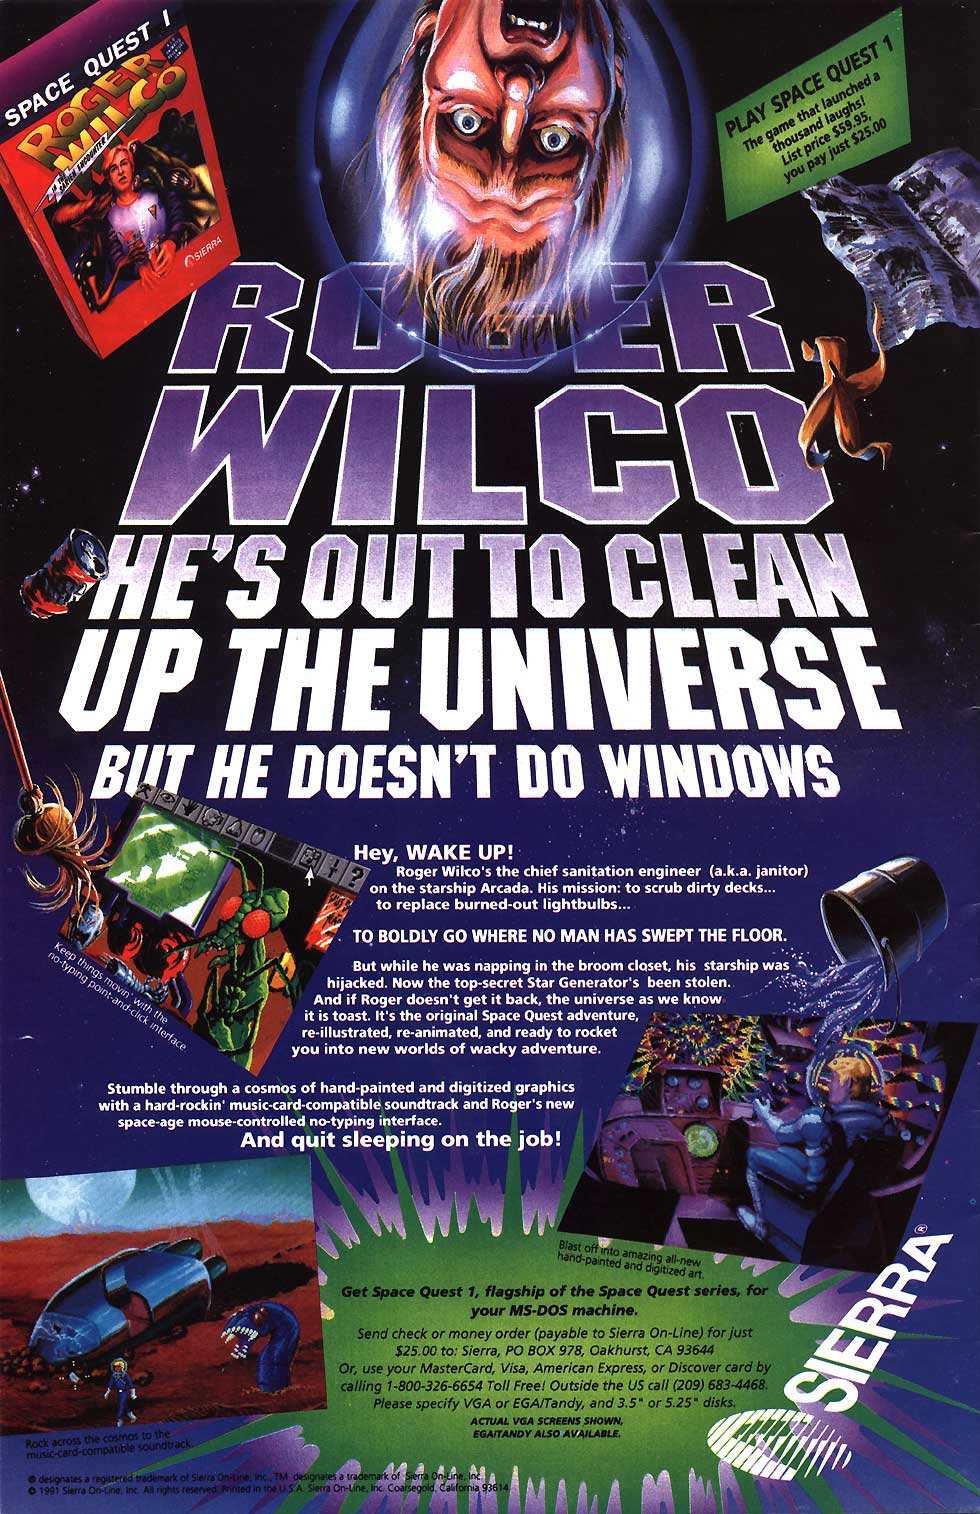 SPACE QUEST I
ROGER
WILCO
IN THE
SARIEN ENCOUNTER
SIERRA
PLAY SPACE QUEST 1
The game that launched a
thousand laughs!
List price $59.95,
you pay just $25.00
ROGER
WILCO
HE'S OUT TO CLEAN
UP THE UNIVERSE
BUT HE DOESN'T DO WINDOWS
?
Keep things movin' with the
no-typing point-and-click interface.
Hey, WAKE UP!
Roger Wilco's the chief sanitation engineer (a.k.a. janitor)
on the starship Arcada. His mission: to scrub dirty decks...
to replace burned-out lightbulbs...
TO BOLDLY GO WHERE NO MAN HAS SWEPT THE FLOOR.
But while he was napping in the broom closet, his starship was
hijacked. Now the top-secret Star Generator's been stolen.
And if Roger doesn't get it back, the universe as we know
it is toast. It's the original Space Quest adventure,
re-illustrated, re-animated, and ready to rocket
you into new worlds of wacky adventure.
Stumble through a cosmos of hand-painted and digitized graphics
with a hard-rockin' music-card-compatible soundtrack and Roger's new
space-age mouse-controlled no-typing interface.
And quit sleeping on the job!
Blast off into amazing all-new
hand-painted and digitized art.
Get Space Quest 1, flagship of the Space Quest series, for
your MS-DOS machine.
Send check or money order (payable to Sierra On-Line) for just
$25.00 to: Sierra, PO BOX 978, Oakhurst, CA 93644
Or, use your MasterCard, Visa, American Express, or Discover card by
calling 1-800-326-6654 Toll Free! Outside the US call (209) 683-4468.
Please specify VGA or EGA/Tandy, and 3.5" or 5.25" disks.
ACTUAL VGA SCREENS SHOWN,
EGA/TANDY ALSO AVAILABLE.
SIERRA®
Rock across the cosmos to the
music-card-compatible soundtrack.
® designates a registered trademark of Sierra On-Line, Inc., TM designates a trademark of Sierra On-Line, Inc.
© 1991 Sierra On-Line, Inc. All rights reserved. Printed in the U.S.A. Sierra On-Line, Inc. Coarsegold, California 93614